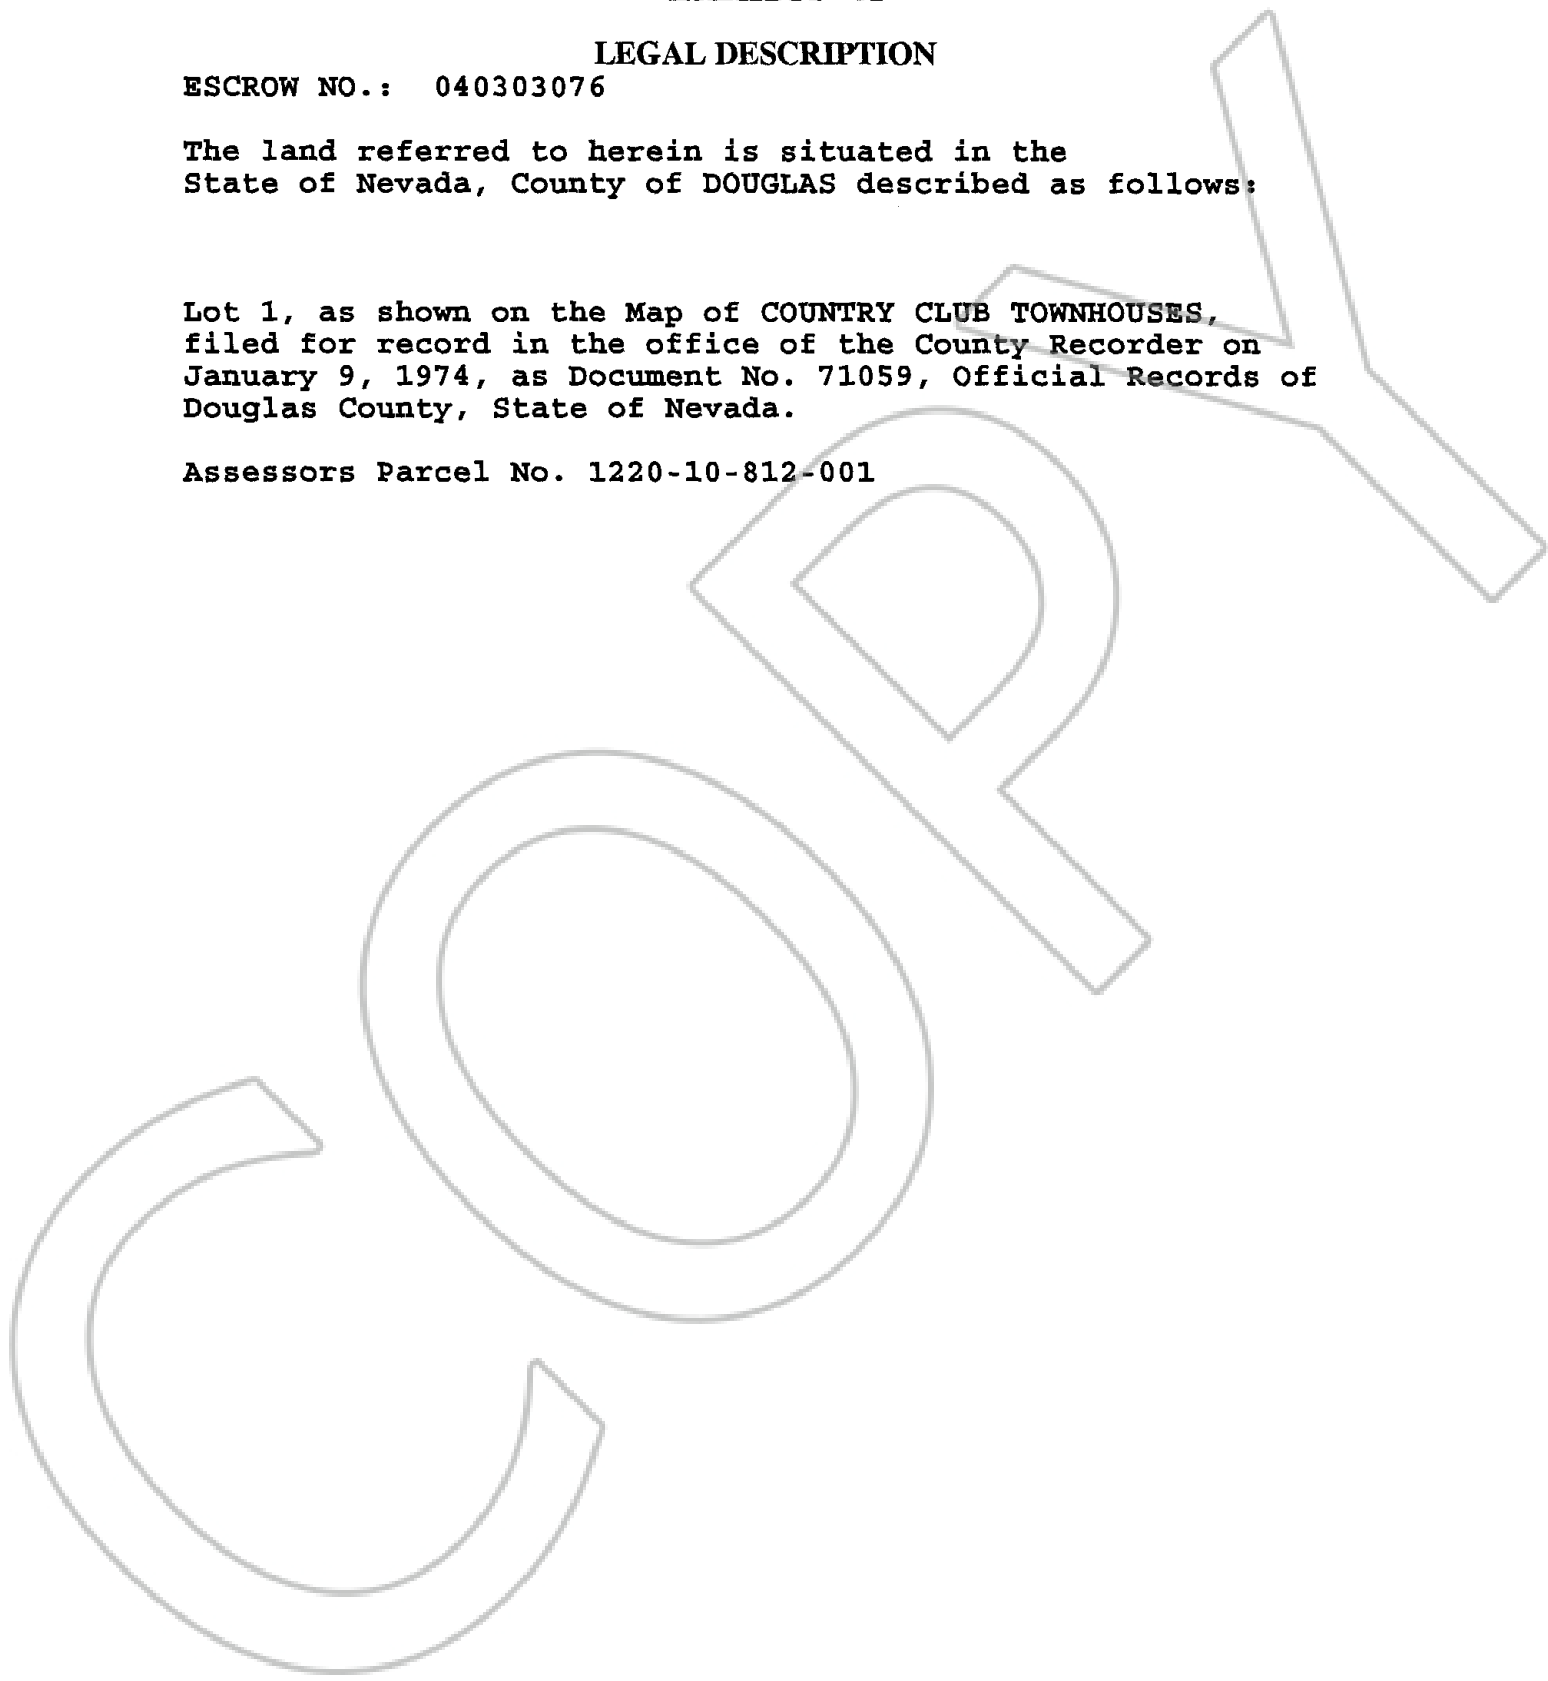 LEGAL DESCRIPTION
ESCROW NO.: 040303076
The land referred to herein is situated in the
State of Nevada, County of DOUGLAS described as follows:
Lot 1, as shown on the Map of COUNTRY CLUB TOWNHOUSES,
filed for record in the office of the County Recorder on
January 9, 1974, as Document No. 71059, Official Records of
Douglas County, State of Nevada.
Assessors Parcel No. 1220-10-812-001
COPY